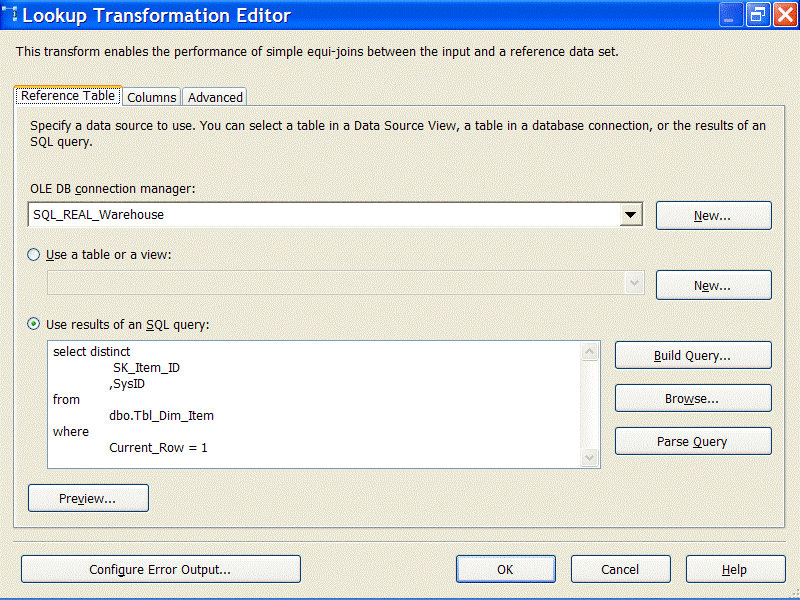 Lookup Transformation Editor
This transform enables the performance of simple equi-joins between the input and a reference data set.
Reference Table Columns Advanced
Specify a data source to use. You can select a table in a Data Source View, a table in a database connection, or the results of an
SQL query.
OLE DB connection manager:
SQL_REAL_Warehouse New...
Use a table or a view:
New...
Use results of an SQL query:
select distinct
SK_Item_ID
,SysID
from
dbo.Tbl_Dim_Item
where
Current_Row = 1
Build Query...
Browse...
Parse Query
Preview...
Configure Error Output... OK Cancel Help